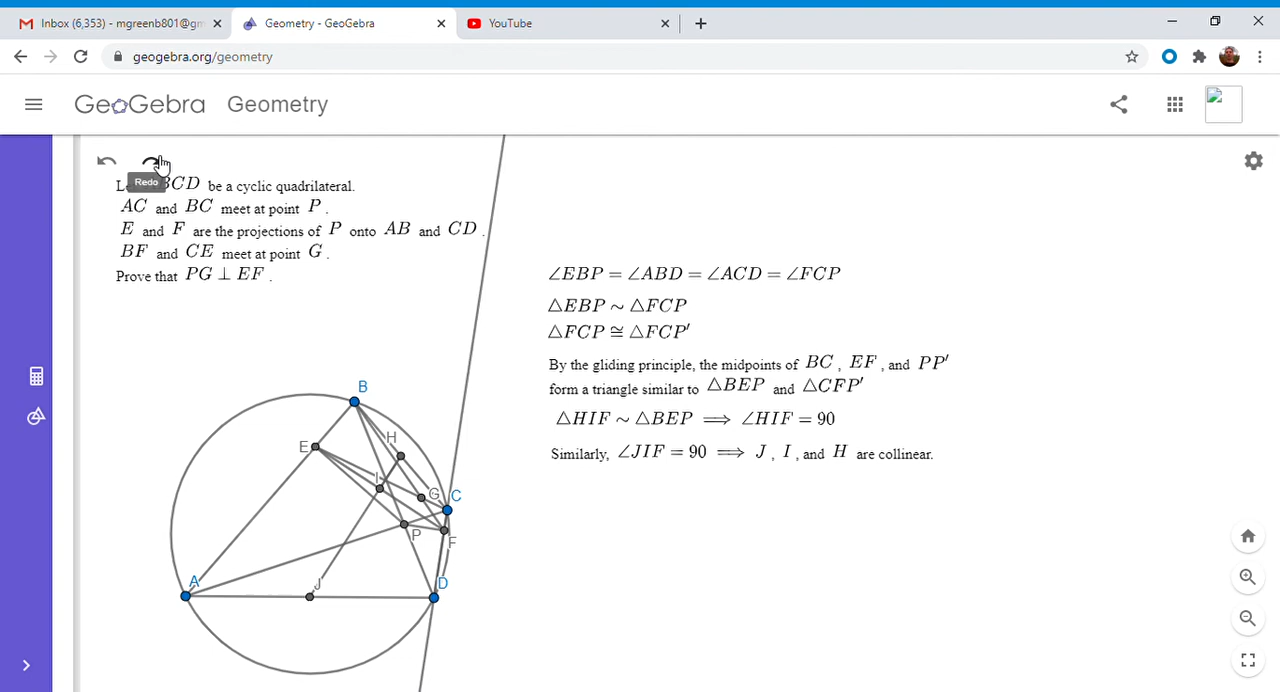 Inbox (6,353) - mgreenb801@gm
Geometry - GeoGebra
YouTube
geogebra.org/geometry
GeoGebra Geometry
Redo
BCD be a cyclic quadrilateral.
AC and BC meet at point P .
E and F are the projections of P onto AB and CD .
BF and CE meet at point G .
Prove that PG ⊥ EF .
∠EBP = ∠ABD = ∠ACD = ∠FCP
△EBP ∼ △FCP
△FCP ≅ △FCP′
By the gliding principle, the midpoints of BC , EF , and PP′
form a triangle similar to △BEP and △CFP′
△HIF ∼ △BEP ⟹ ∠HIF = 90
Similarly, ∠JIF = 90 ⟹ J , I , and H are collinear.
B
H
E
I
G
C
P
F
A
J
D